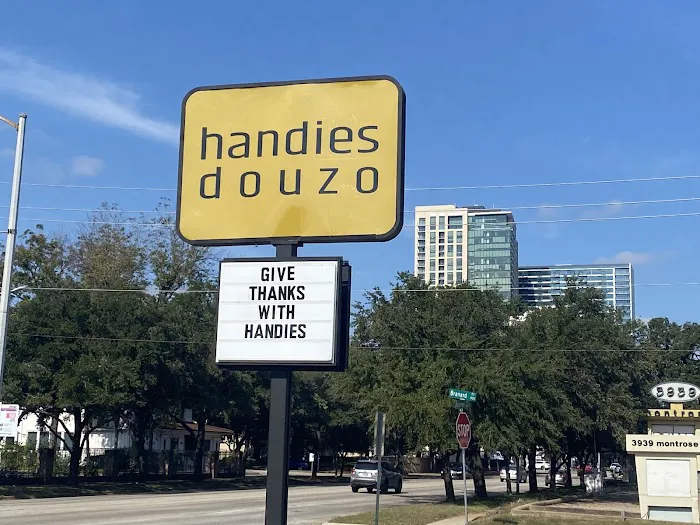 handies
douzo
GIVE
THANKS
WITH
HANDIES
Branard
STOP
3939
3939 montrose